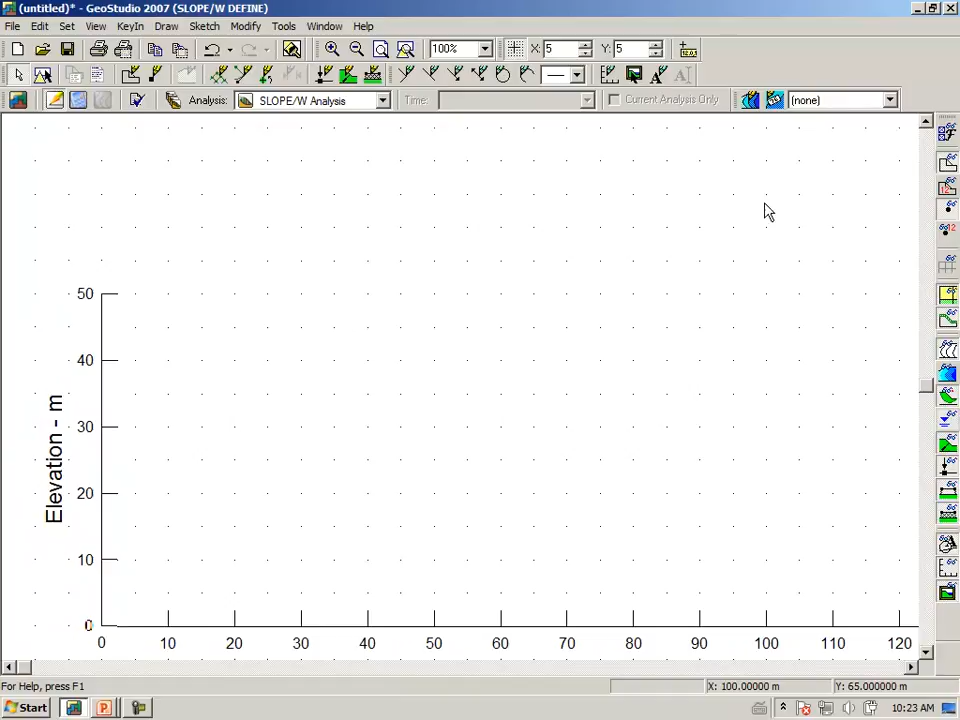 (untitled)* - GeoStudio 2007 (SLOPE/W DEFINE)
File Edit Set View KeyIn Draw Sketch Modify Tools Window Help
100% X: 5 Y: 5
Analysis: SLOPE/W Analysis Time: Current Analysis Only (none)
50
40
30
20
10
0
Elevation - m
0 10 20 30 40 50 60 70 80 90 100 110 120
For Help, press F1 X: 100.00000 m Y: 65.000000 m
Start 10:23 AM